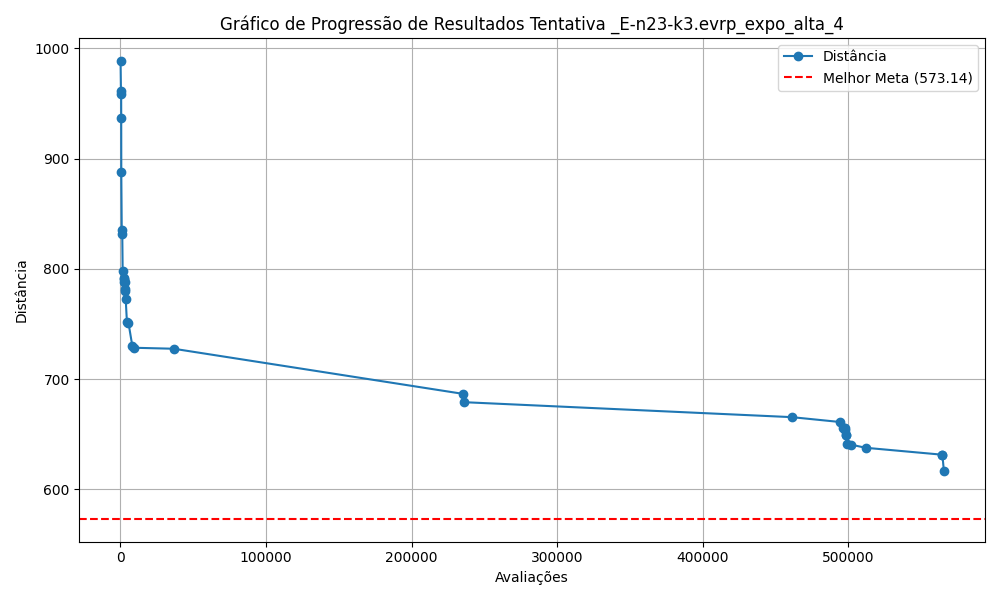 Gráfico de Progressão de Resultados Tentativa _E-n23-k3.evrp_expo_alta_4
Distância
Melhor Meta (573.14)
1000
900
800
700
600
Distância
0
100000
200000
300000
400000
500000
Avaliações